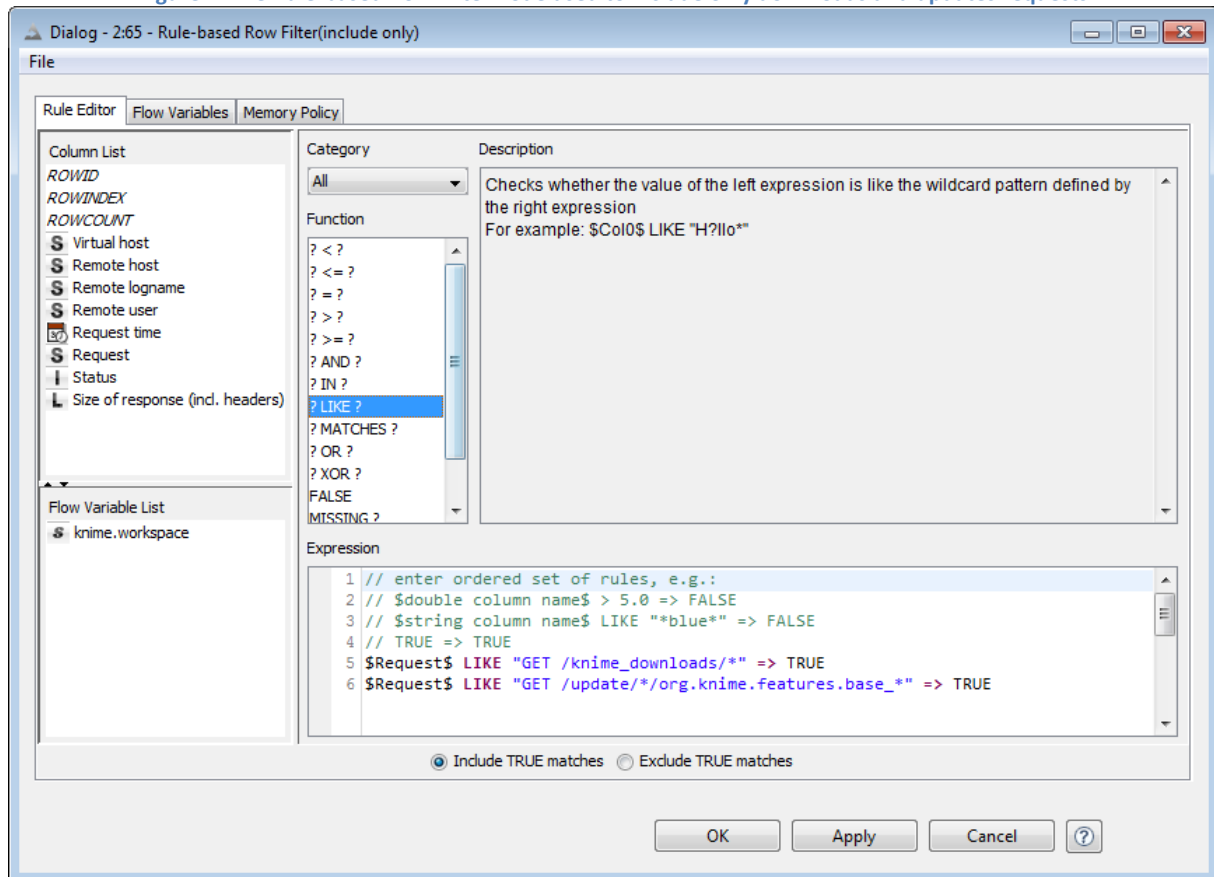 Dialog - 2:65 - Rule-based Row Filter(include only)
File
Rule Editor
Flow Variables
Memory Policy
Column List
ROWID
ROWINDEX
ROWCOUNT
S Virtual host
S Remote host
S Remote logname
S Remote user
Request time
S Request
I Status
L Size of response (incl. headers)
Flow Variable List
s knime.workspace
Category
All
Function
? < ?
? <= ?
? = ?
? > ?
? >= ?
? AND ?
? IN ?
? LIKE ?
? MATCHES ?
? OR ?
? XOR ?
FALSE
MISSING ?
Description
Checks whether the value of the left expression is like the wildcard pattern defined by
the right expression
For example: $Col0$ LIKE "H?llo*"
Expression
1 // enter ordered set of rules, e.g.:
2 // $double column name$ > 5.0 => FALSE
3 // $string column name$ LIKE "*blue*" => FALSE
4 // TRUE => TRUE
5 $Request$ LIKE "GET /knime_downloads/*" => TRUE
6 $Request$ LIKE "GET /update/*/org.knime.features.base_*" => TRUE
Include TRUE matches
Exclude TRUE matches
OK
Apply
Cancel
?